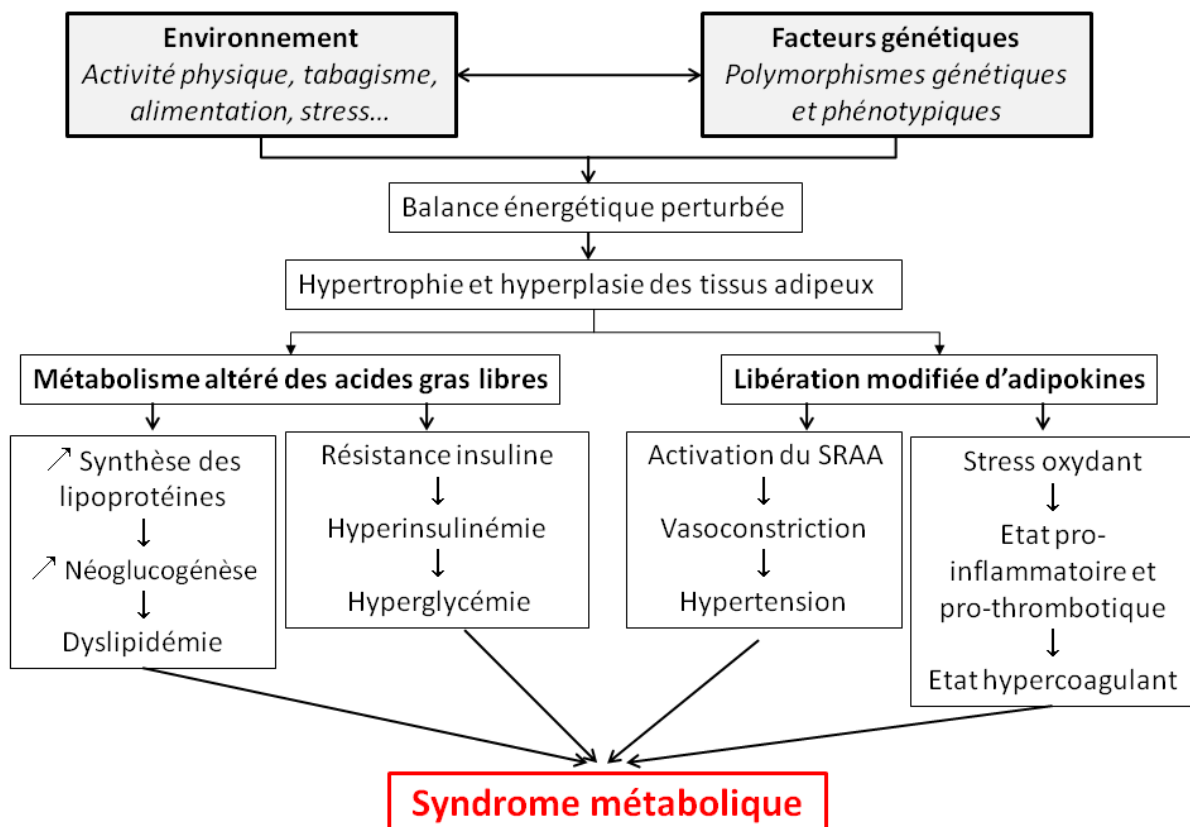 Environnement
Activité physique, tabagisme,
alimentation, stress...
Facteurs génétiques
Polymorphismes génétiques
et phénotypiques
Balance énergétique perturbée
Hypertrophie et hyperplasie des tissus adipeux
Métabolisme altéré des acides gras libres
Libération modifiée d'adipokines
↗ Synthèse des
lipoprotéines
↓
↗ Néoglucogénèse
↓
Dyslipidémie
Résistance insuline
↓
Hyperinsulinémie
↓
Hyperglycémie
Activation du SRAA
↓
Vasoconstriction
↓
Hypertension
Stress oxydant
↓
Etat pro-
inflammatoire et
pro-thrombotique
↓
Etat hypercoagulant
Syndrome métabolique